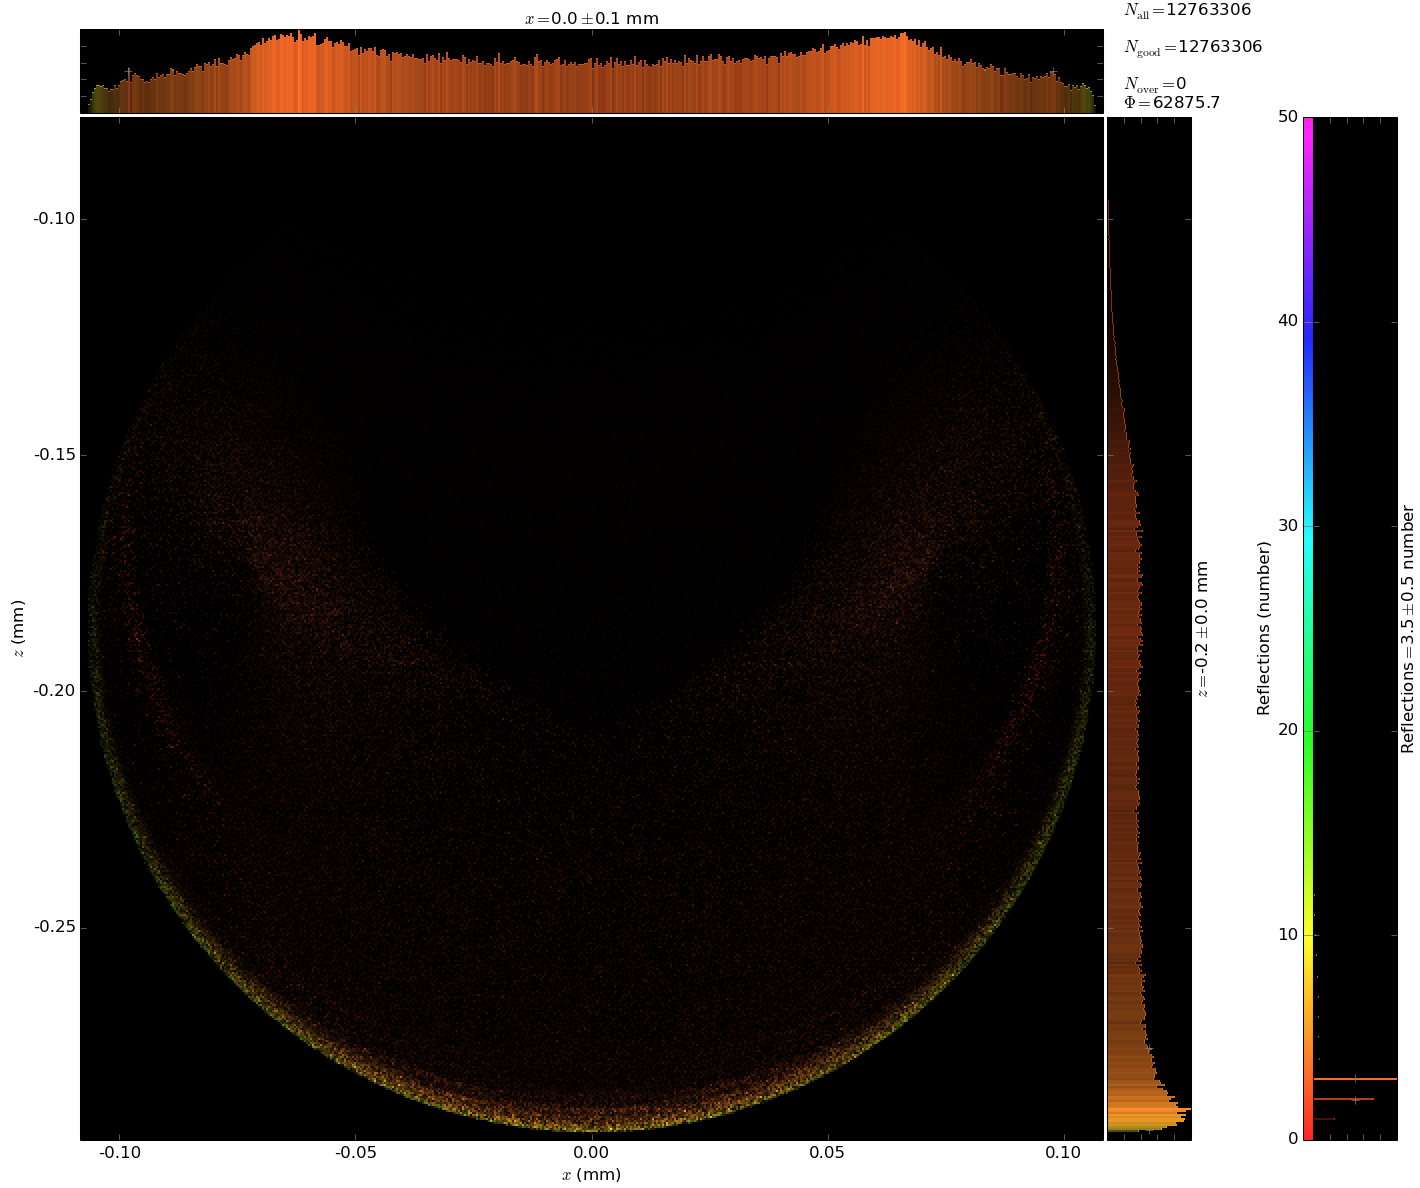 x=0.0±0.1 mm
N_all=12763306
N_good=12763306
N_over=0
Φ=62875.7
-0.10
-0.15
-0.20
-0.25
z (mm)
-0.10
-0.05
0.00
0.05
0.10
x (mm)
z=-0.2±0.0 mm
Reflections (number)
50
40
30
20
10
0
Reflections=3.5±0.5 number